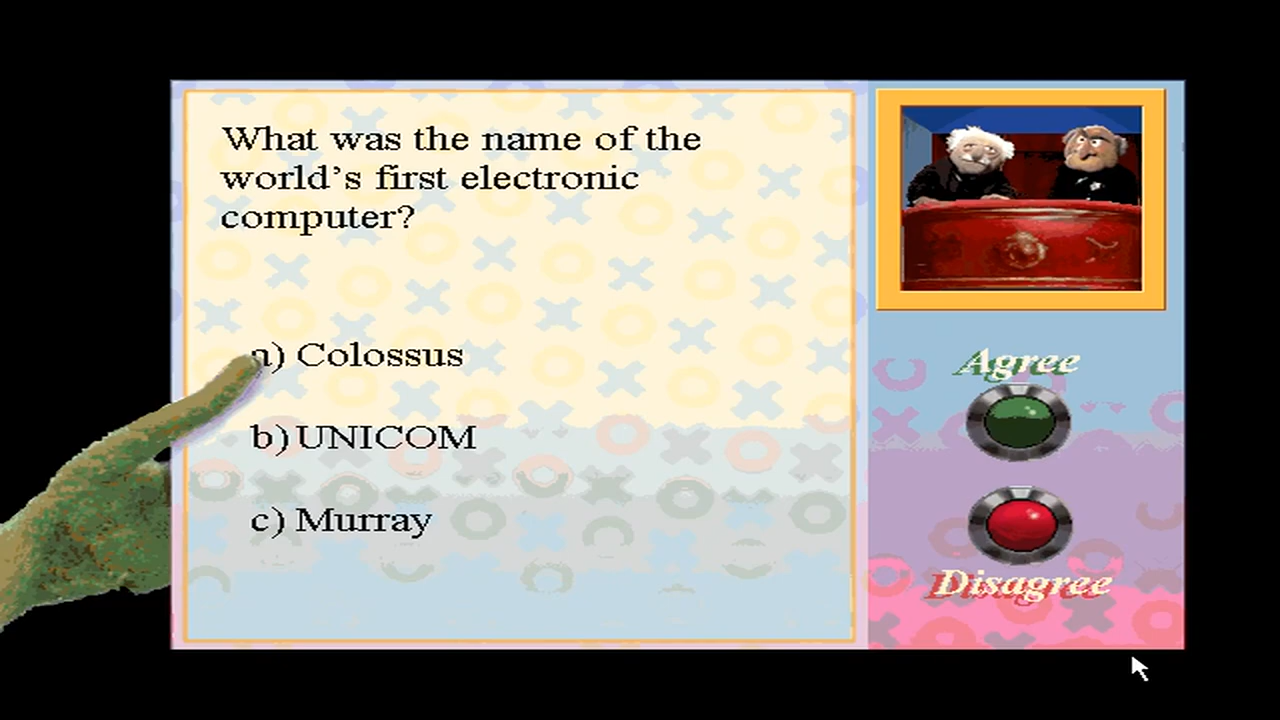 What was the name of the
world's first electronic
computer?
a) Colossus
b) UNICOM
c) Murray
Agree
Disagree